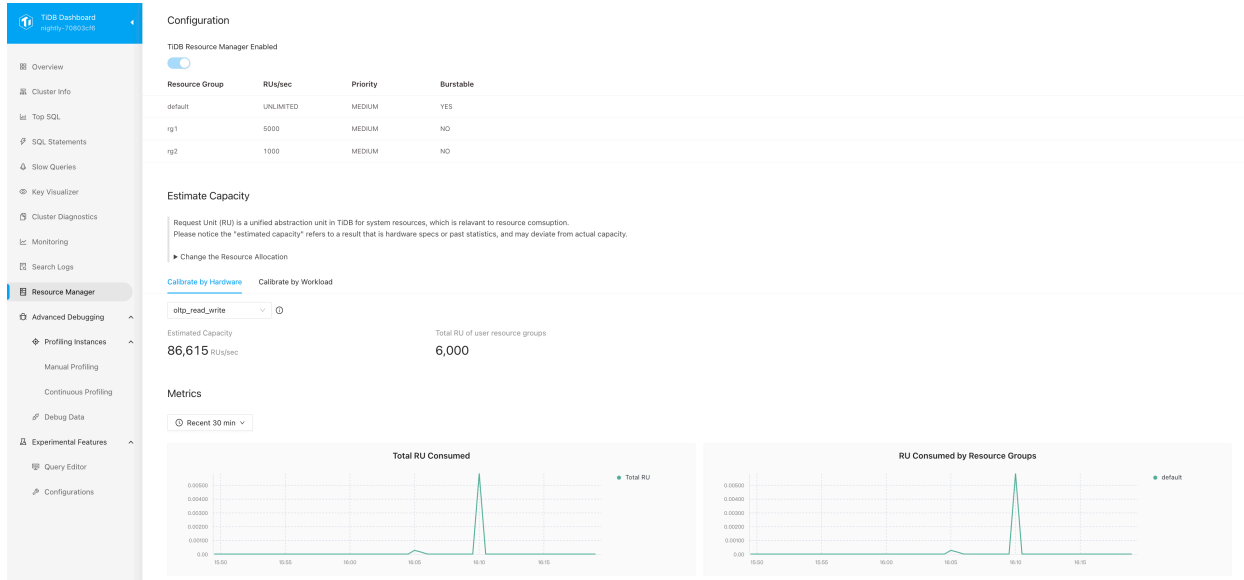 TiDB Dashboard
nightly-70803cf8
Overview
Cluster Info
Top SQL
SQL Statements
Slow Queries
Key Visualizer
Cluster Diagnostics
Monitoring
Search Logs
Resource Manager
Advanced Debugging
Profiling Instances
Manual Profiling
Continuous Profiling
Debug Data
Experimental Features
Query Editor
Configurations
Configuration
TiDB Resource Manager Enabled
Resource Group RUs/sec Priority Burstable
default UNLIMITED MEDIUM YES
rg1 5000 MEDIUM NO
rg2 1000 MEDIUM NO
Estimate Capacity
Request Unit (RU) is a unified abstraction unit in TiDB for system resources, which is relavant to resource comsuption.
Please notice the "estimated capacity" refers to a result that is hardware specs or past statistics, and may deviate from actual capacity.
▶ Change the Resource Allocation
Calibrate by Hardware Calibrate by Workload
oltp_read_write
Estimated Capacity Total RU of user resource groups
86,615 RUs/sec 6,000
Metrics
Recent 30 min
Total RU Consumed
Total RU
0.00500
0.00400
0.00300
0.00200
0.00100
0.00
15:50 15:55 16:00 16:05 16:10 16:15
RU Consumed by Resource Groups
default
0.00500
0.00400
0.00300
0.00200
0.00100
0.00
15:50 15:55 16:00 16:05 16:10 16:15